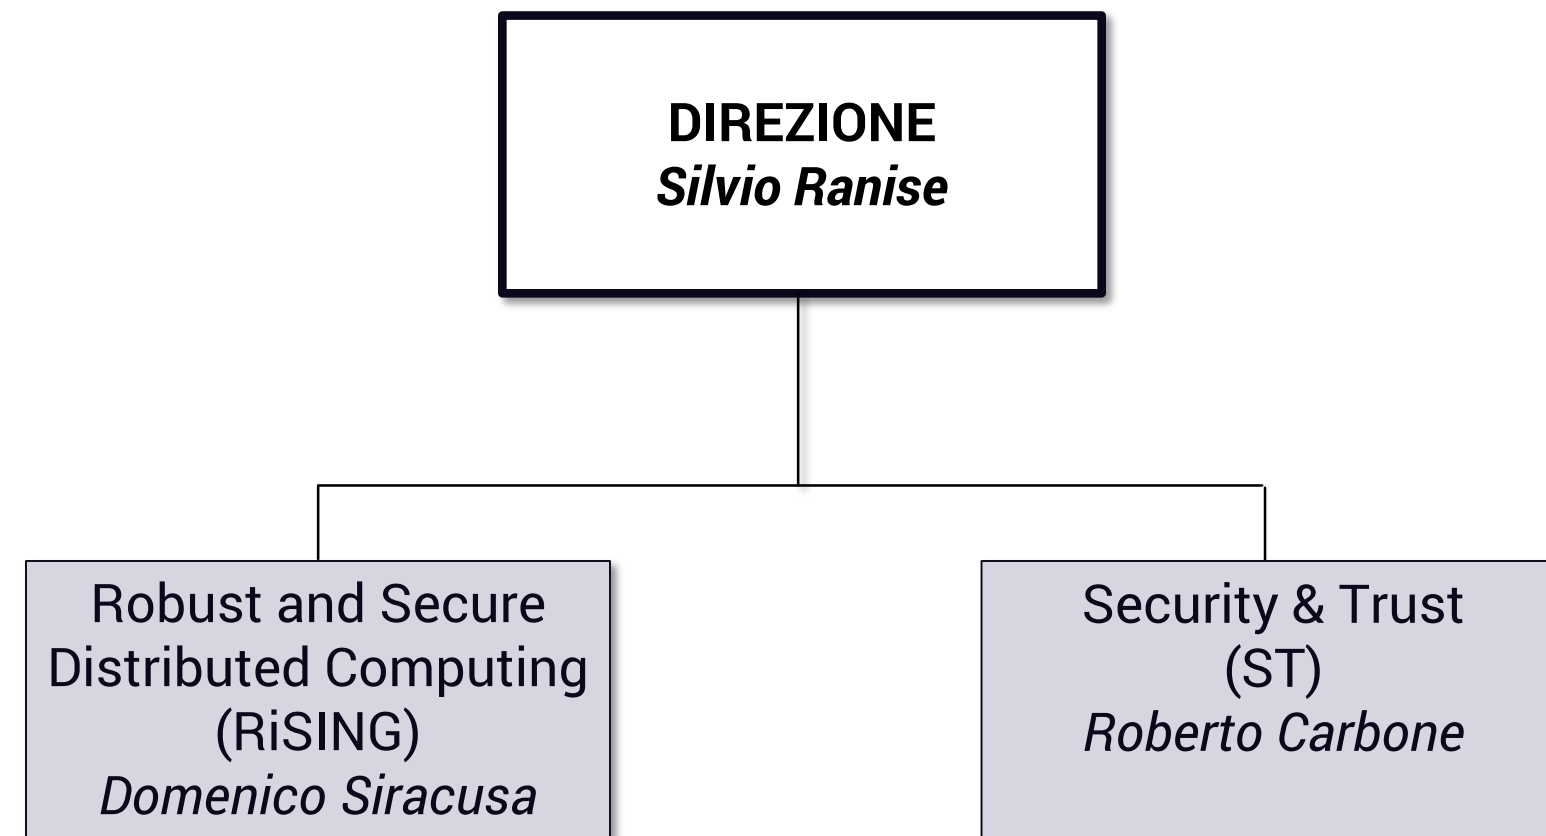 DIREZIONE
Silvio Ranise
Robust and Secure
Distributed Computing
(RiSING)
Domenico Siracusa
Security & Trust
(ST)
Roberto Carbone